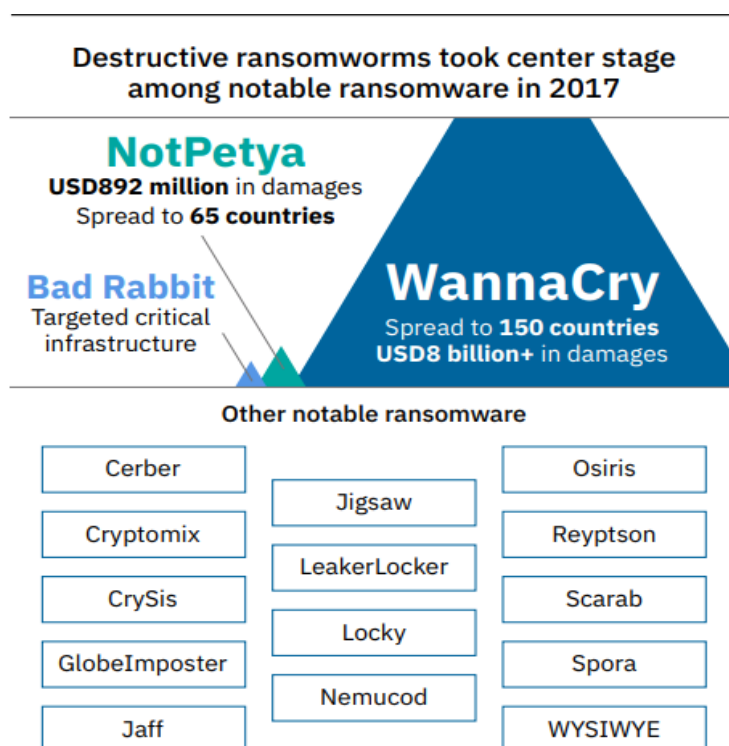 Destructive ransomworms took center stage
among notable ransomware in 2017
NotPetya
USD892 million in damages
Spread to 65 countries
Bad Rabbit
Targeted critical
infrastructure
WannaCry
Spread to 150 countries
USD8 billion+ in damages
Other notable ransomware
Cerber
Cryptomix
CrySis
GlobeImposter
Jaff
Jigsaw
LeakerLocker
Locky
Nemucod
Osiris
Reyptson
Scarab
Spora
WYSIWYE